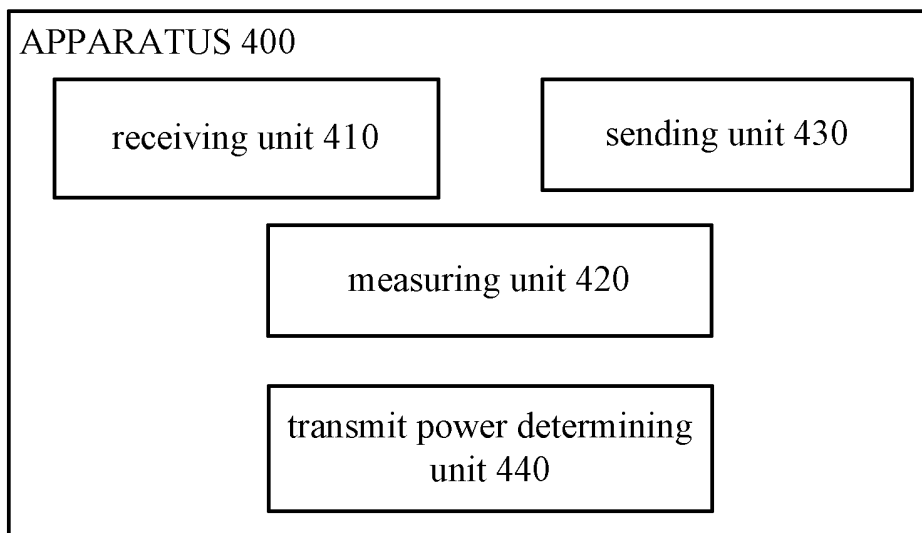 APPARATUS 400
receiving unit 410
sending unit 430
measuring unit 420
transmit power determining
unit 440